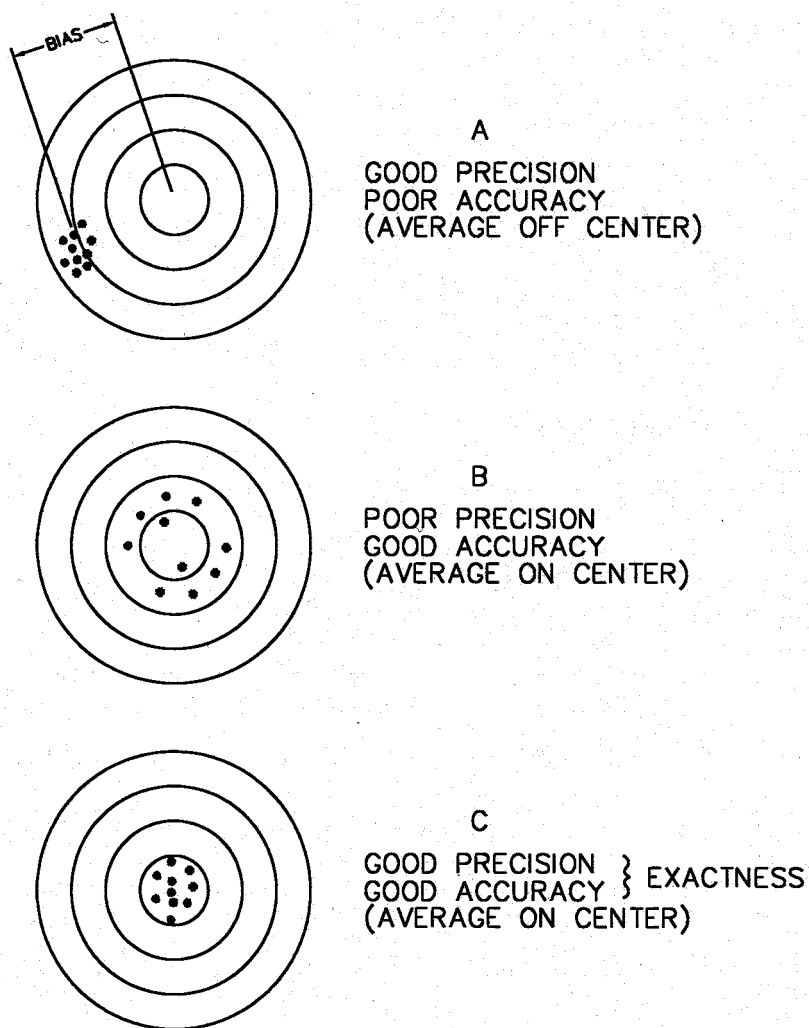 BIAS
A
GOOD PRECISION
POOR ACCURACY
(AVERAGE OFF CENTER)
B
POOR PRECISION
GOOD ACCURACY
(AVERAGE ON CENTER)
C
GOOD PRECISION
GOOD ACCURACY } EXACTNESS
(AVERAGE ON CENTER)